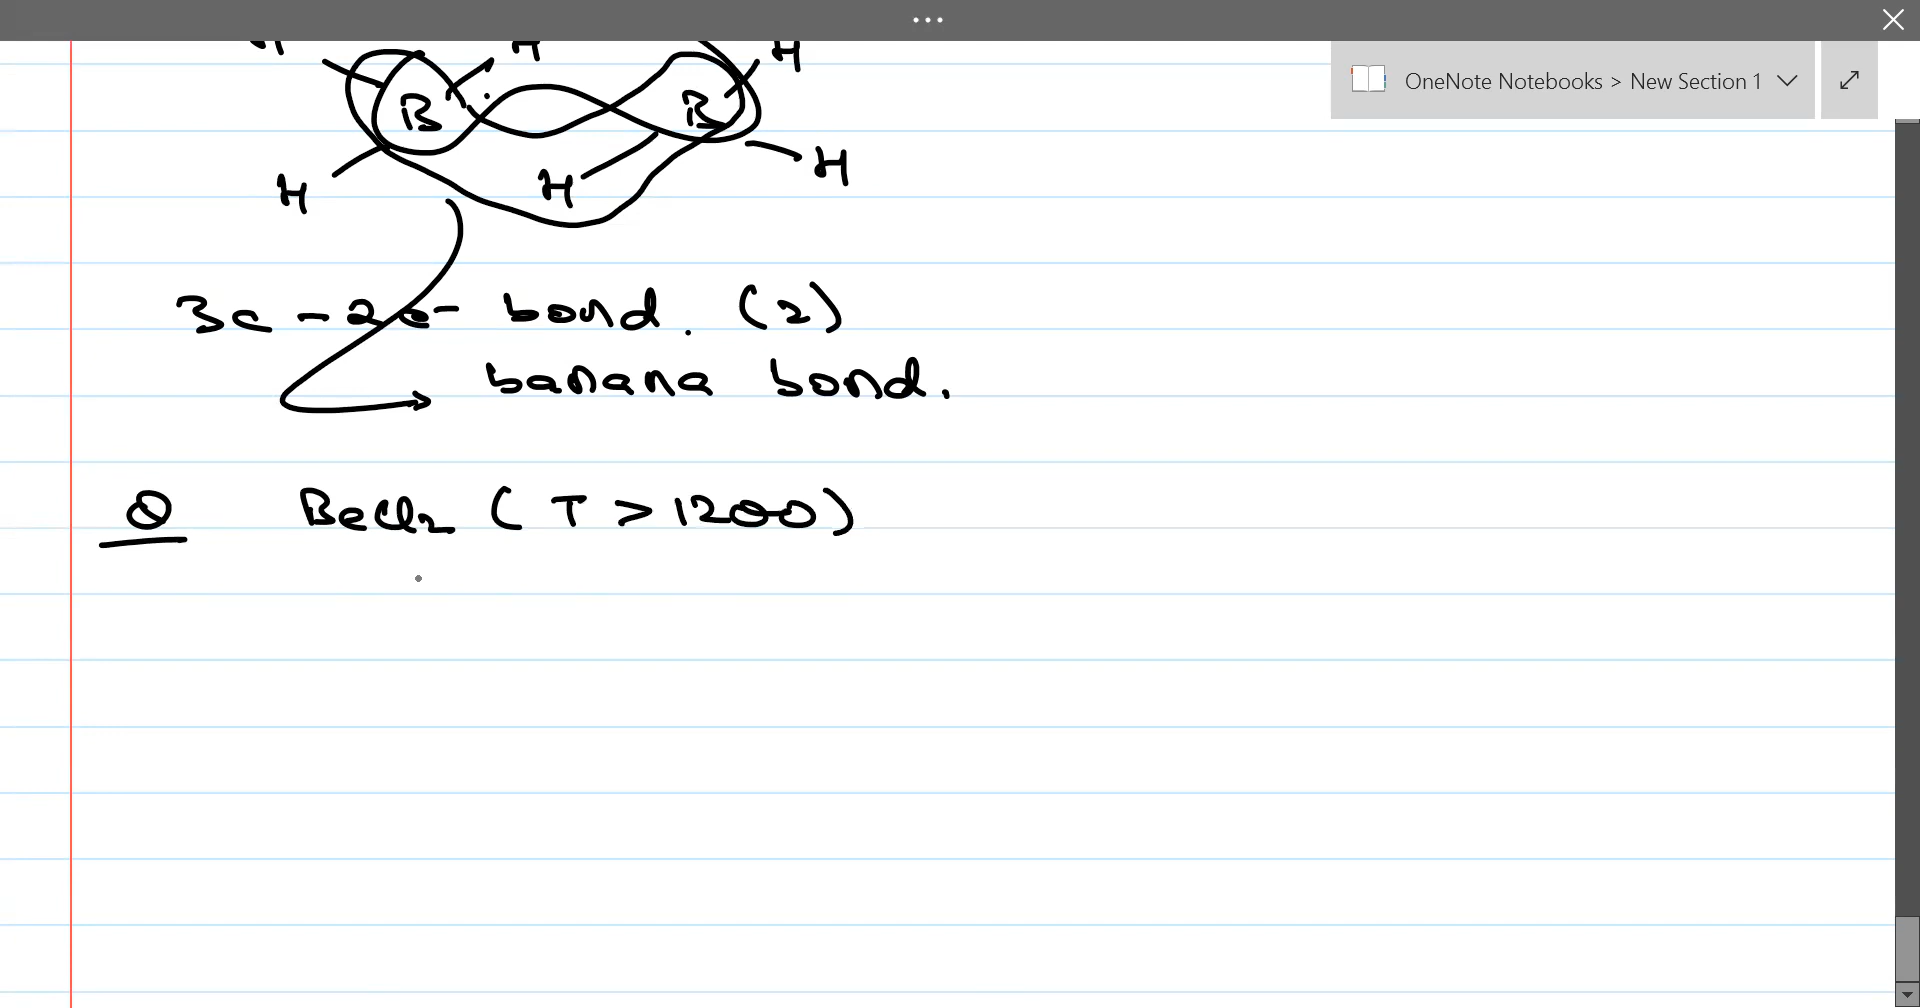 OneNote Notebooks > New Section 1
H H H
B B
H H H
3c - 2e- bond. (2)
banana bond.
Q BeCl2 (T > 1200)